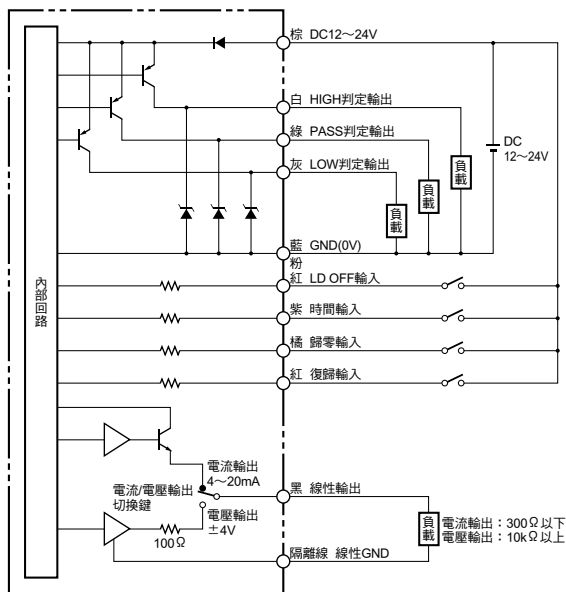 棕 DC12～24V
白 HIGH判定輸出
綠 PASS判定輸出
灰 LOW判定輸出
DC
12～24V
負載
負載
負載
藍 GND(0V)
粉
紅 LD OFF輸入
紫 時間輸入
橘 歸零輸入
紅 復歸輸入
內部回路
電流輸出
4～20mA
電流/電壓輸出
切換鍵
電壓輸出
±4V
100Ω
黑 線性輸出
負載
電流輸出：300Ω以下
電壓輸出：10kΩ以上
隔離線 線性GND